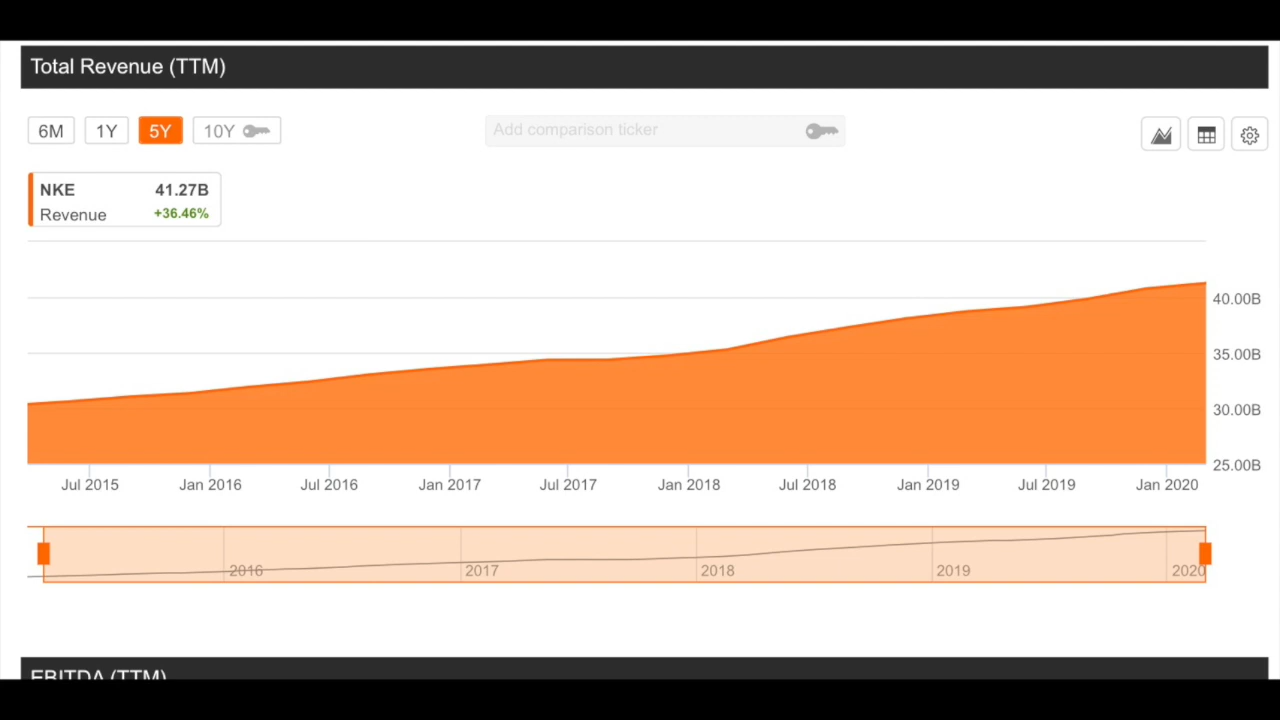 Total Revenue (TTM)
6M 1Y 5Y 10Y Add comparison ticker
NKE 41.27B
Revenue +36.46%
40.00B
35.00B
30.00B
25.00B
Jul 2015 Jan 2016 Jul 2016 Jan 2017 Jul 2017 Jan 2018 Jul 2018 Jan 2019 Jul 2019 Jan 2020
2016 2017 2018 2019 2020
EBITDA (TTM)